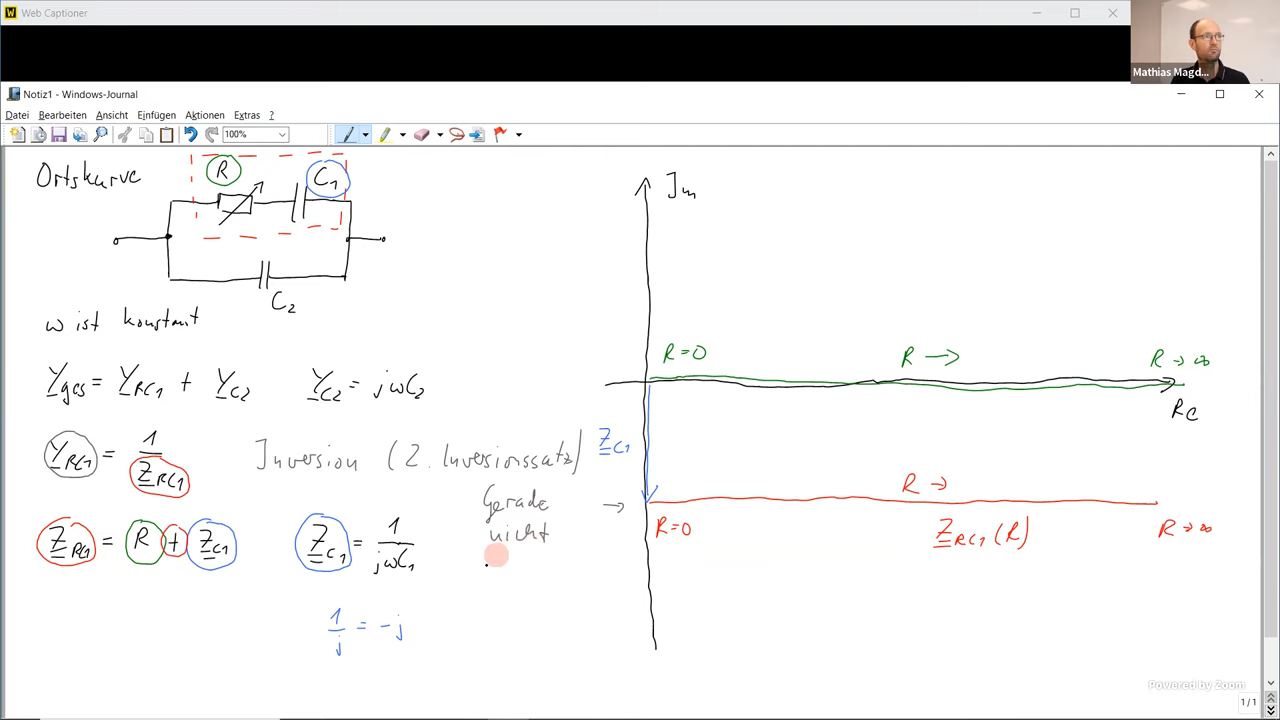 Web Captioner
Mathias Magd...
Notiz1 - Windows-Journal
Datei Bearbeiten Ansicht Einfügen Aktionen Extras ?
100%
Ortskurve
R
C1
C2
w ist konstant
Yges = YRC1 + YC2
YC2 = jωC2
YRC1 = 1/ZRC1
Inversion (2. Inversionssatz)
Gerade →
nicht
ZRC1 = R + ZC1
ZC1 = 1/jωC1
1/j = -j
Im
R=0
R →
R → ∞
Re
ZC1
R →
R=0
ZRC1(R)
R → ∞
Powered by Zoom
1/1